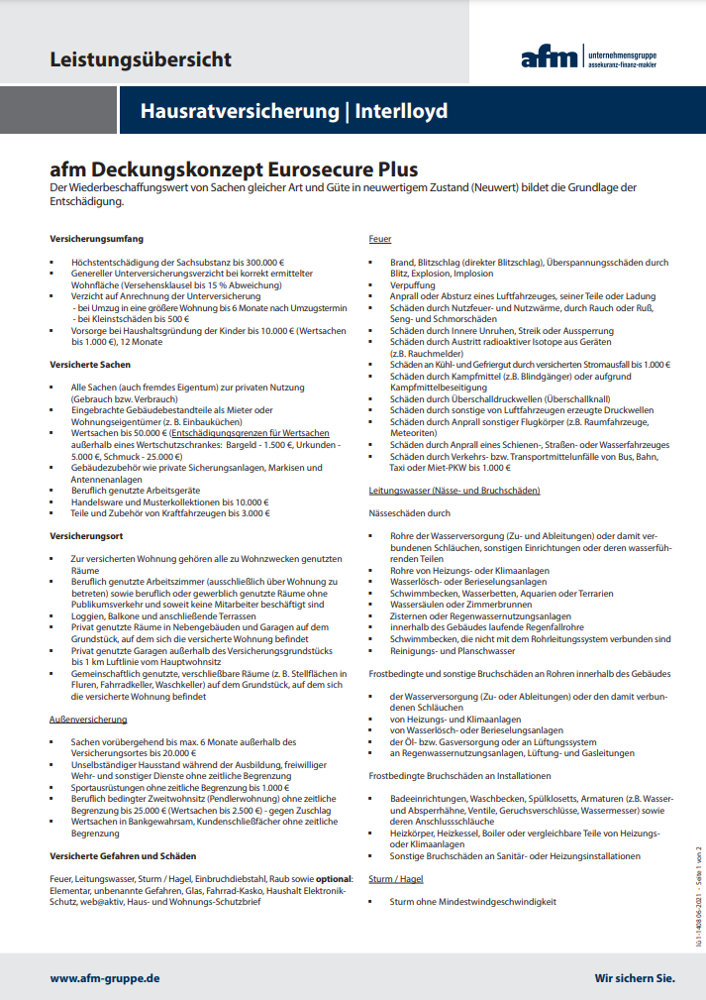 Leistungsübersicht
afm
unternehmensgruppe
assekuranz-finanz-makler
Hausratversicherung | Interlloyd
afm Deckungskonzept Eurosecure Plus
Der Wiederbeschaffungswert von Sachen gleicher Art und Güte in neuwertigem Zustand (Neuwert) bildet die Grundlage der
Entschädigung.
Versicherungsumfang
▪ Höchstentschädigung der Sachsubstanz bis 300.000 €
▪ Genereller Unterversicherungsverzicht bei korrekt ermittelter
Wohnfläche (Versehensklausel bis 15 % Abweichung)
▪ Verzicht auf Anrechnung der Unterversicherung
- bei Umzug in eine größere Wohnung bis 6 Monate nach Umzugstermin
- bei Kleinstschäden bis 500 €
▪ Vorsorge bei Haushaltsgründung der Kinder bis 10.000 € (Wertsachen
bis 1.000 €), 12 Monate
Versicherte Sachen
▪ Alle Sachen (auch fremdes Eigentum) zur privaten Nutzung
(Gebrauch bzw. Verbrauch)
▪ Eingebrachte Gebäudebestandteile als Mieter oder
Wohnungseigentümer (z. B. Einbauküchen)
▪ Wertsachen bis 50.000 € (Entschädigungsgrenzen für Wertsachen
außerhalb eines Wertschutzschrankes: Bargeld - 1.500 €, Urkunden -
5.000 €, Schmuck - 25.000 €)
▪ Gebäudezubehör wie private Sicherungsanlagen, Markisen und
Antennenanlagen
▪ Beruflich genutzte Arbeitsgeräte
▪ Handelsware und Musterkollektionen bis 10.000 €
▪ Teile und Zubehör von Kraftfahrzeugen bis 3.000 €
Versicherungsort
▪ Zur versicherten Wohnung gehören alle zu Wohnzwecken genutzten
Räume
▪ Beruflich genutzte Arbeitszimmer (ausschließlich über Wohnung zu
betreten) sowie beruflich oder gewerblich genutzte Räume ohne
Publikumsverkehr und soweit keine Mitarbeiter beschäftigt sind
▪ Loggien, Balkone und anschließende Terrassen
▪ Privat genutzte Räume in Nebengebäuden und Garagen auf dem
Grundstück, auf dem sich die versicherte Wohnung befindet
▪ Privat genutzte Garagen außerhalb des Versicherungsgrundstücks
bis 1 km Luftlinie vom Hauptwohnsitz
▪ Gemeinschaftlich genutzte, verschließbare Räume (z. B. Stellflächen in
Fluren, Fahrradkeller, Waschkeller) auf dem Grundstück, auf dem sich
die versicherte Wohnung befindet
Außenversicherung
▪ Sachen vorübergehend bis max. 6 Monate außerhalb des
Versicherungsortes bis 20.000 €
▪ Unselbständiger Hausstand während der Ausbildung, freiwilliger
Wehr- und sonstiger Dienste ohne zeitliche Begrenzung
▪ Sportausrüstungen ohne zeitliche Begrenzung bis 1.000 €
▪ Beruflich bedingter Zweitwohnsitz (Pendlerwohnung) ohne zeitliche
Begrenzung bis 25.000 € (Wertsachen bis 2.500 €) - gegen Zuschlag
▪ Wertsachen in Bankgewahrsam, Kundenschließfächer ohne zeitliche
Begrenzung
Versicherte Gefahren und Schäden
Feuer, Leitungswasser, Sturm / Hagel, Einbruchdiebstahl, Raub sowie optional:
Elementar, unbenannte Gefahren, Glas, Fahrrad-Kasko, Haushalt Elektronik-
Schutz, web@aktiv, Haus- und Wohnungs-Schutzbrief
Feuer
▪ Brand, Blitzschlag (direkter Blitzschlag), Überspannungsschäden durch
Blitz, Explosion, Implosion
▪ Verpuffung
▪ Anprall oder Absturz eines Luftfahrzeuges, seiner Teile oder Ladung
▪ Schäden durch Nutzfeuer- und Nutzwärme, durch Rauch oder Ruß,
Seng- und Schmorschäden
▪ Schäden durch Innere Unruhen, Streik oder Aussperrung
▪ Schäden durch Austritt radioaktiver Isotope aus Geräten
(z.B. Rauchmelder)
▪ Schäden an Kühl- und Gefriergut durch versicherten Stromausfall bis 1.000 €
▪ Schäden durch Kampfmittel (z.B. Blindgänger) oder aufgrund
Kampfmittelbeseitigung
▪ Schäden durch Überschalldruckwellen (Überschallknall)
▪ Schäden durch sonstige von Luftfahrzeugen erzeugte Druckwellen
▪ Schäden durch Anprall sonstiger Flugkörper (z.B. Raumfahrzeuge,
Meteoriten)
▪ Schäden durch Anprall eines Schienen-, Straßen- oder Wasserfahrzeuges
▪ Schäden durch Verkehrs- bzw. Transportmittelunfälle von Bus, Bahn,
Taxi oder Miet-PKW bis 1.000 €
Leitungswasser (Nässe- und Bruchschäden)
Nässeschäden durch
▪ Rohre der Wasserversorgung (Zu- und Ableitungen) oder damit ver-
bundenen Schläuchen, sonstigen Einrichtungen oder deren wasserfüh-
renden Teilen
▪ Rohre von Heizungs- oder Klimaanlagen
▪ Wasserlösch- oder Berieselungsanlagen
▪ Schwimmbecken, Wasserbetten, Aquarien oder Terrarien
▪ Wassersäulen oder Zimmerbrunnen
▪ Zisternen oder Regenwassernutzungsanlagen
▪ innerhalb des Gebäudes laufende Regenfallrohre
▪ Schwimmbecken, die nicht mit dem Rohrleitungssystem verbunden sind
▪ Reinigungs- und Planschwasser
Frostbedingte und sonstige Bruchschäden an Rohren innerhalb des Gebäudes
▪ der Wasserversorgung (Zu- oder Ableitungen) oder den damit verbun-
denen Schläuchen
▪ von Heizungs- und Klimaanlagen
▪ von Wasserlösch- oder Berieselungsanlagen
▪ der Öl- bzw. Gasversorgung oder an Lüftungssystem
▪ an Regenwassernutzungsanlagen, Lüftung- und Gasleitungen
Frostbedingte Bruchschäden an Installationen
▪ Badeeinrichtungen, Waschbecken, Spülklosetts, Armaturen (z.B. Wasser-
und Absperrhähne, Ventile, Geruchsverschlüsse, Wassermesser) sowie
deren Anschlussschläuche
▪ Heizkörper, Heizkessel, Boiler oder vergleichbare Teile von Heizungs-
oder Klimaanlagen
▪ Sonstige Bruchschäden an Sanitär- oder Heizungsinstallationen
Sturm / Hagel
▪ Sturm ohne Mindestwindgeschwindigkeit
lü 1-1408 06-2021 - Seite 1 von 2
www.afm-gruppe.de
Wir sichern Sie.